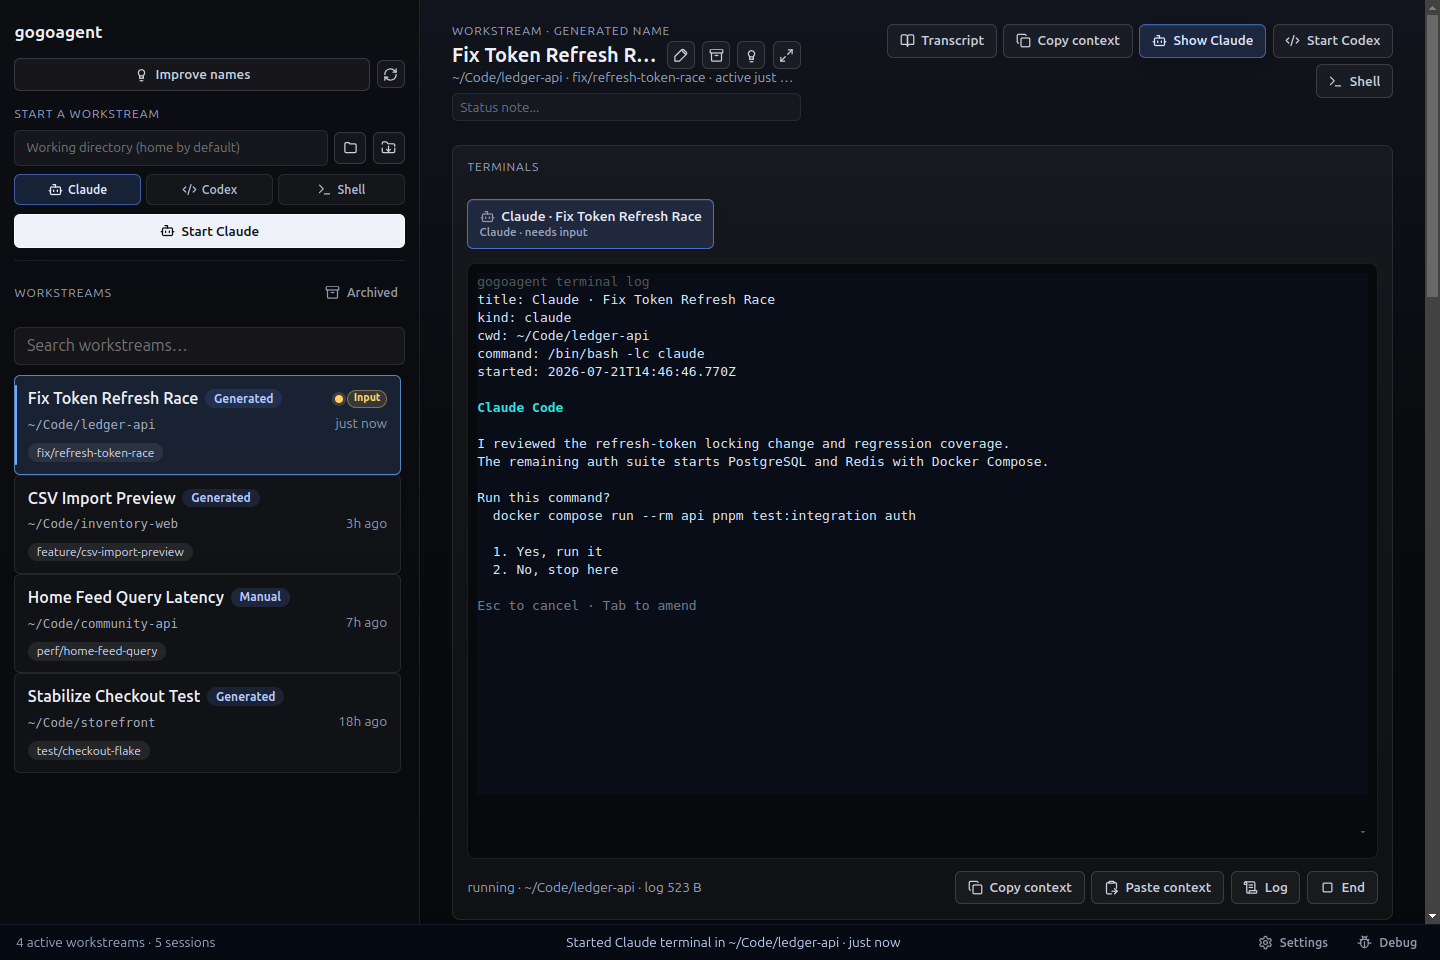 gogoagent
Improve names
START A WORKSTREAM
Working directory (home by default)
Claude
Codex
Shell
Start Claude
WORKSTREAMS
Archived
Search workstreams...
Fix Token Refresh Race
Generated
Input
~/Code/ledger-api
just now
fix/refresh-token-race
CSV Import Preview
Generated
~/Code/inventory-web
3h ago
feature/csv-import-preview
Home Feed Query Latency
Manual
~/Code/community-api
7h ago
perf/home-feed-query
Stabilize Checkout Test
Generated
~/Code/storefront
18h ago
test/checkout-flake
WORKSTREAM · GENERATED NAME
Fix Token Refresh R...
~/Code/ledger-api · fix/refresh-token-race · active just ...
Status note...
Transcript
Copy context
Show Claude
Start Codex
Shell
TERMINALS
Claude · Fix Token Refresh Race
Claude · needs input
gogoagent terminal log
title: Claude · Fix Token Refresh Race
kind: claude
cwd: ~/Code/ledger-api
command: /bin/bash -lc claude
started: 2026-07-21T14:46:46.770Z
Claude Code
I reviewed the refresh-token locking change and regression coverage.
The remaining auth suite starts PostgreSQL and Redis with Docker Compose.
Run this command?
docker compose run --rm api pnpm test:integration auth
1. Yes, run it
2. No, stop here
Esc to cancel · Tab to amend
running · ~/Code/ledger-api · log 523 B
Copy context
Paste context
Log
End
4 active workstreams · 5 sessions
Started Claude terminal in ~/Code/ledger-api · just now
Settings
Debug